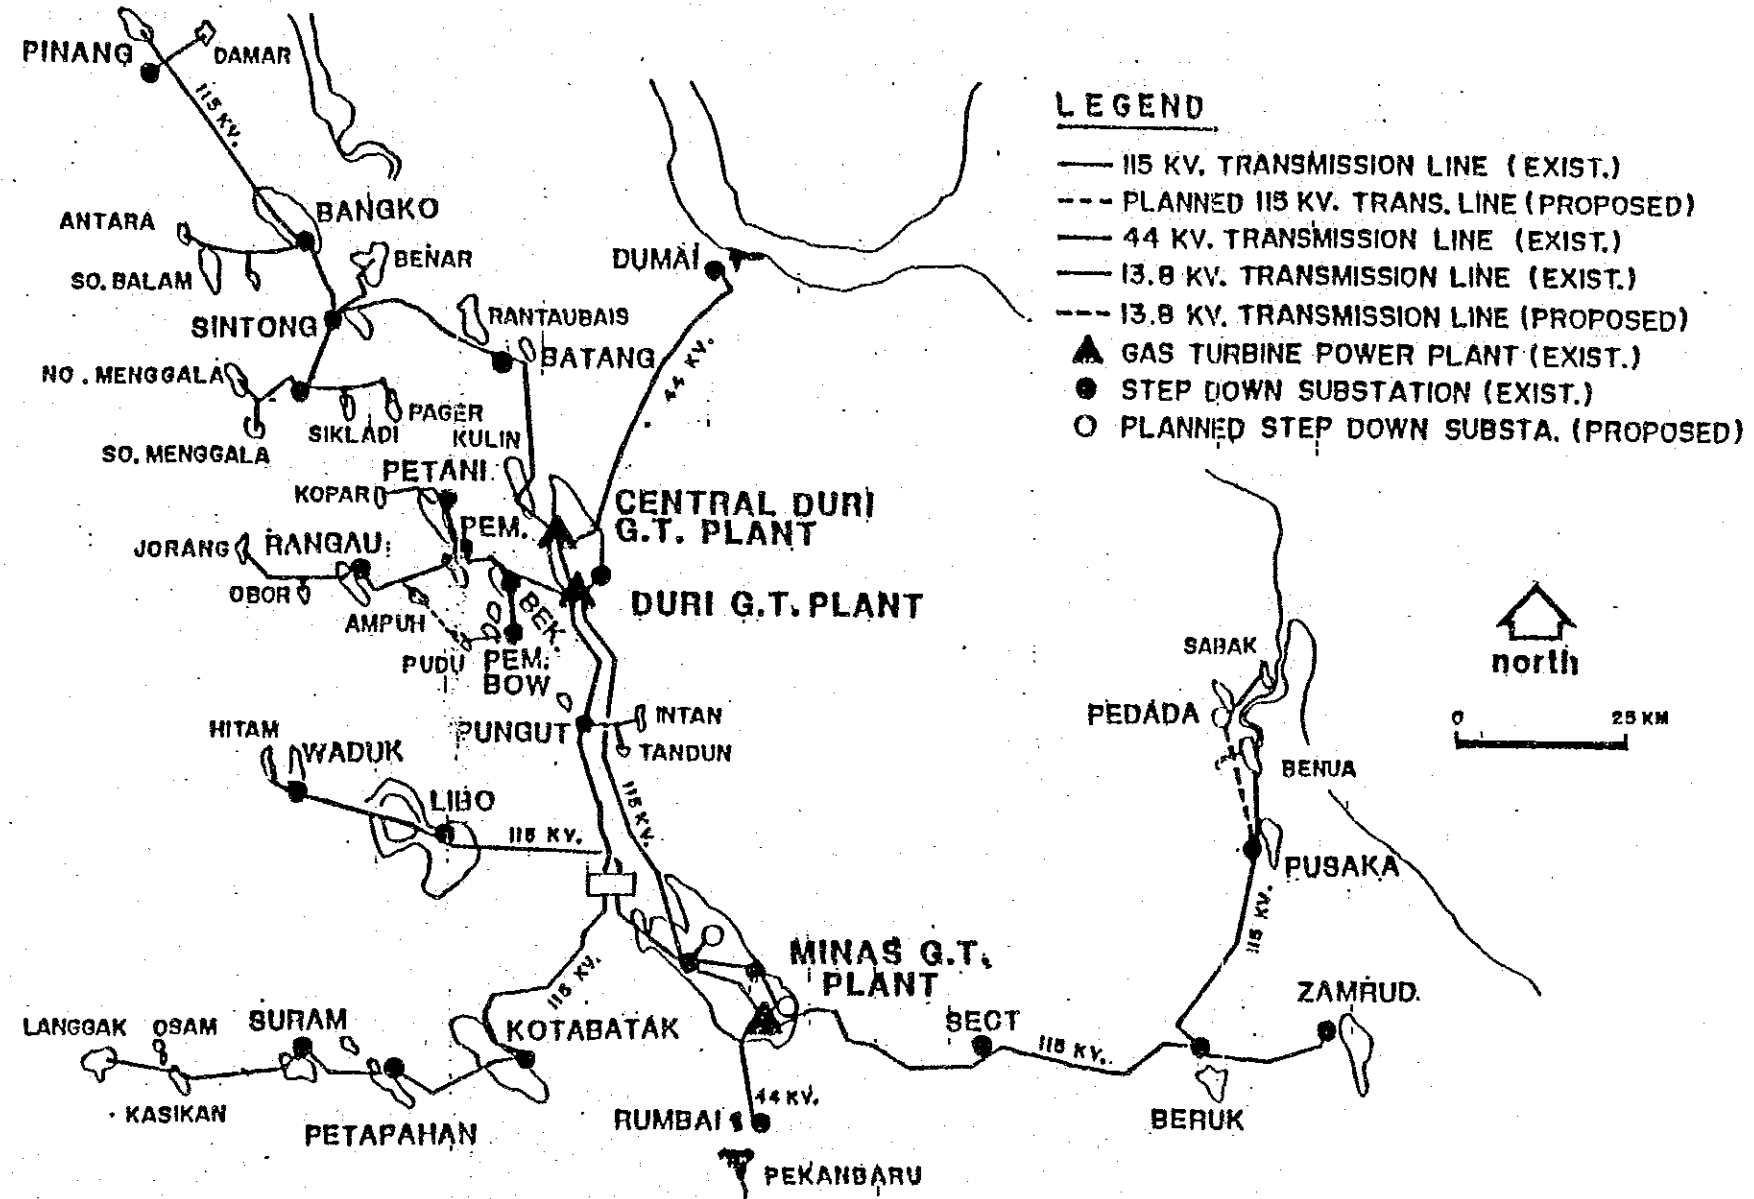 PINANG
DAMAR
115 KV.
LEGEND
115 KV. TRANSMISSION LINE (EXIST.)
PLANNED 115 KV. TRANS. LINE (PROPOSED)
44 KV. TRANSMISSION LINE (EXIST.)
13.8 KV. TRANSMISSION LINE (EXIST.)
13.8 KV. TRANSMISSION LINE (PROPOSED)
GAS TURBINE POWER PLANT (EXIST.)
STEP DOWN SUBSTATION (EXIST.)
PLANNED STEP DOWN SUBSTA. (PROPOSED)
BANGKO
ANTARA
BENAR
SO. BALAM
DUMAI
SINTONG
RANTAUBAIS
BATANG
44 KV.
NO. MENGGALA
PAGER
SIKLADI
KULIN
SO. MENGGALA
PETANI
KOPAR
CENTRAL DURI
G.T. PLANT
PEM.
JORANG
RANGAU
OBOR
AMPUH
BEK.
DURI G.T. PLANT
PUDU
PEM.
BOW
SABAK
north
PEDADA
0 25 KM
HITAM
WADUK
PUNGUT
INTAN
TANDUN
BENUA
LIBO
115 KV.
115 KV.
PUSAKA
115 KV.
MINAS G.T.
PLANT
115 KV.
ZAMRUD.
LANGGAK
OSAM
SURAM
KOTABATAK
SEOT
115 KV.
KASIKAN
PETAPAHAN
44 KV.
RUMBAI
BERUK
PEKANBARU